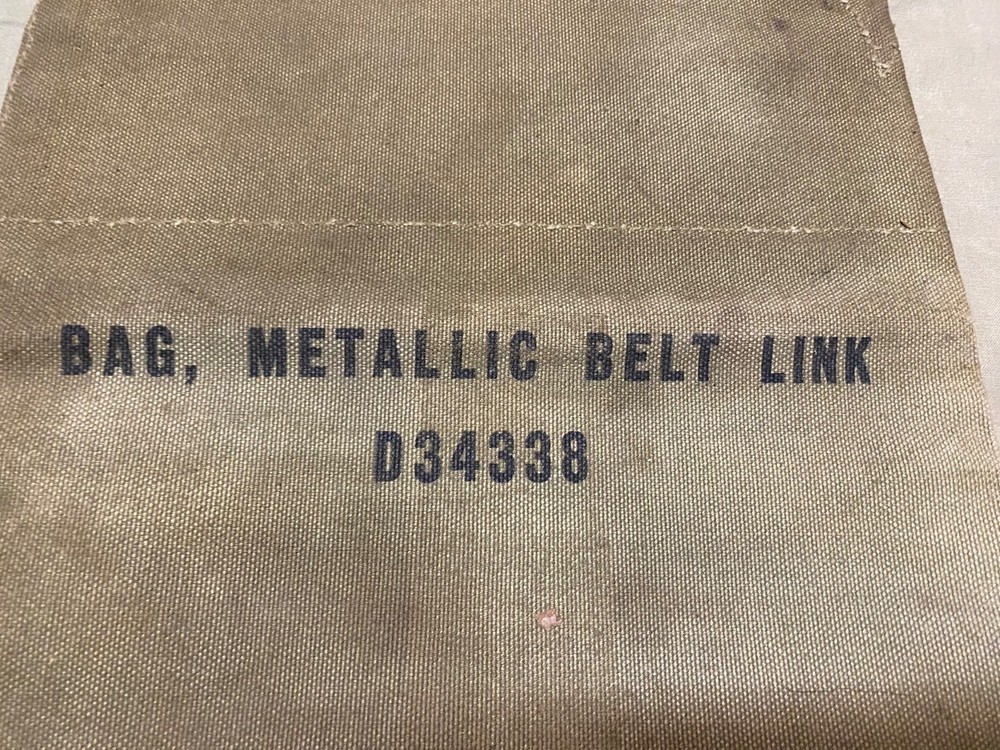 BAG, METALLIC BELT LINK
D34338